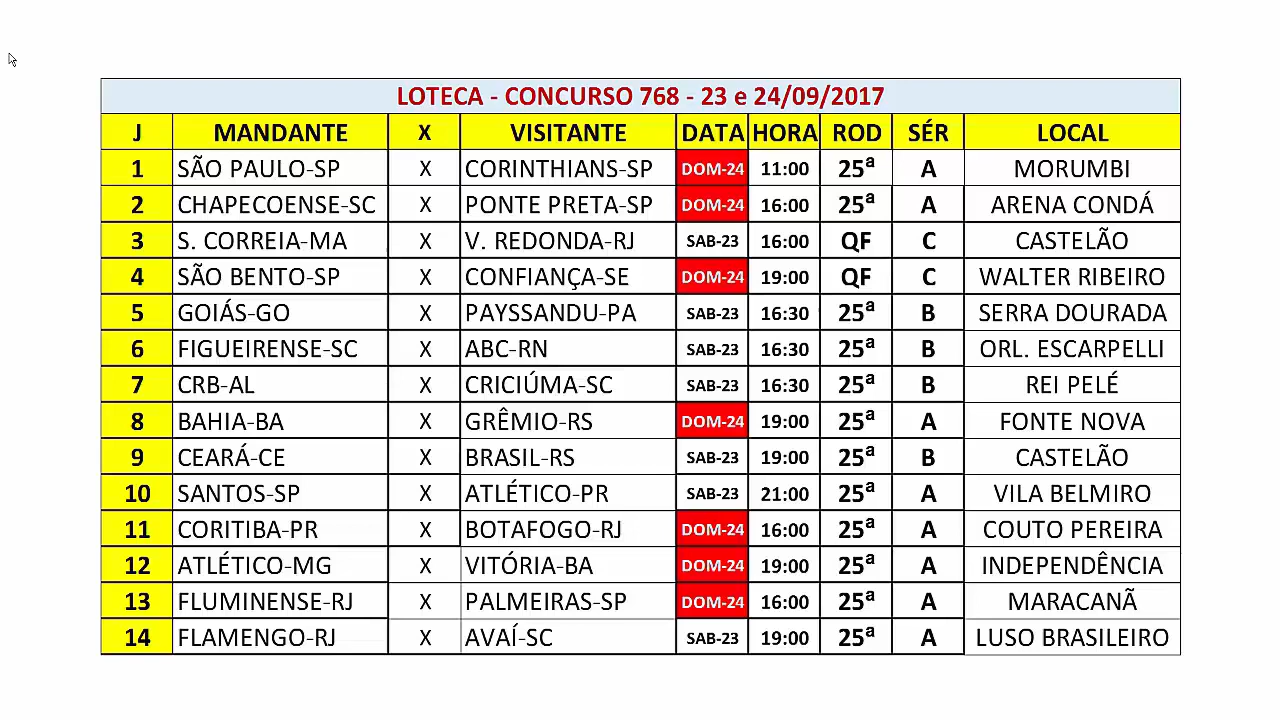 LOTECA - CONCURSO 768 - 23 e 24/09/2017
J MANDANTE X VISITANTE DATA HORA ROD SÉR LOCAL
1 SÃO PAULO-SP X CORINTHIANS-SP DOM-24 11:00 25ª A MORUMBI
2 CHAPECOENSE-SC X PONTE PRETA-SP DOM-24 16:00 25ª A ARENA CONDÁ
3 S. CORREIA-MA X V. REDONDA-RJ SAB-23 16:00 QF C CASTELÃO
4 SÃO BENTO-SP X CONFIANÇA-SE DOM-24 19:00 QF C WALTER RIBEIRO
5 GOIÁS-GO X PAYSSANDU-PA SAB-23 16:30 25ª B SERRA DOURADA
6 FIGUEIRENSE-SC X ABC-RN SAB-23 16:30 25ª B ORL. ESCARPELLI
7 CRB-AL X CRICIÚMA-SC SAB-23 16:30 25ª B REI PELÉ
8 BAHIA-BA X GRÊMIO-RS DOM-24 19:00 25ª A FONTE NOVA
9 CEARÁ-CE X BRASIL-RS SAB-23 19:00 25ª B CASTELÃO
10 SANTOS-SP X ATLÉTICO-PR SAB-23 21:00 25ª A VILA BELMIRO
11 CORITIBA-PR X BOTAFOGO-RJ DOM-24 16:00 25ª A COUTO PEREIRA
12 ATLÉTICO-MG X VITÓRIA-BA DOM-24 19:00 25ª A INDEPENDÊNCIA
13 FLUMINENSE-RJ X PALMEIRAS-SP DOM-24 16:00 25ª A MARACANÃ
14 FLAMENGO-RJ X AVAÍ-SC SAB-23 19:00 25ª A LUSO BRASILEIRO